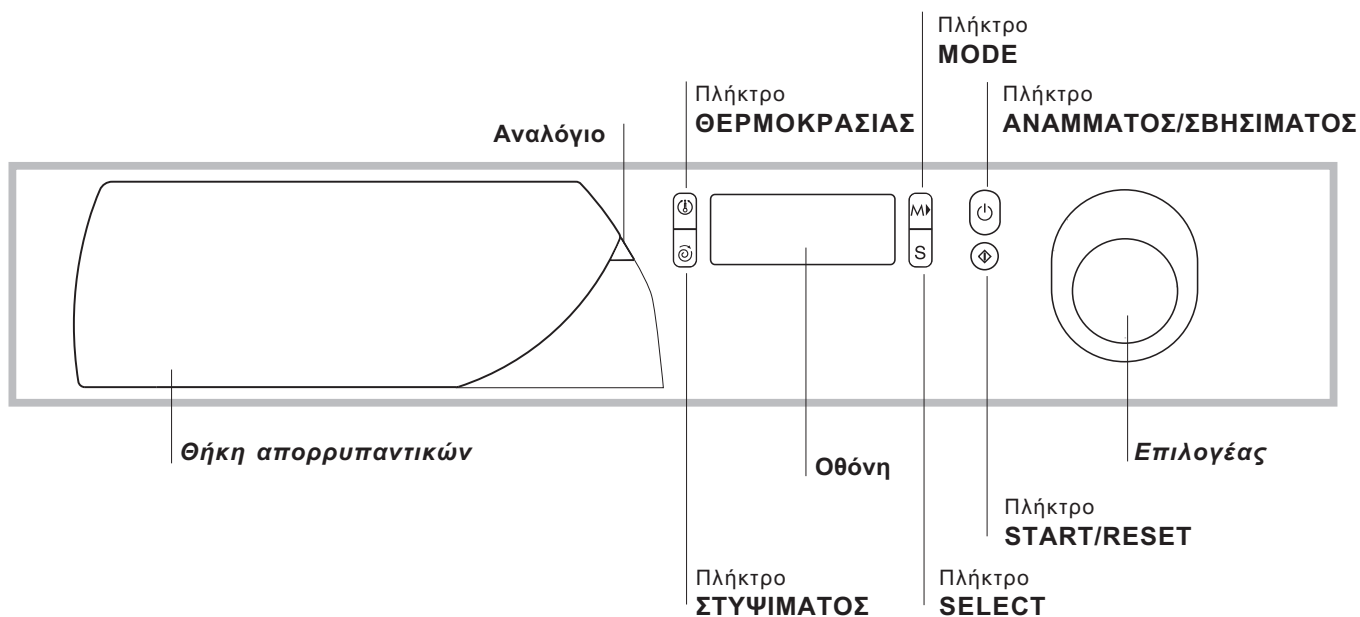 Πλήκτρο
MODE
Πλήκτρο
ΘΕΡΜΟΚΡΑΣΙΑΣ
Πλήκτρο
ΑΝΑΜΜΑΤΟΣ/ΣΒΗΣΙΜΑΤΟΣ
Αναλόγιο
M
S
Θήκη απορρυπαντικών
Οθόνη
Επιλογέας
Πλήκτρο
START/RESET
Πλήκτρο
ΣΤΥΨΙΜΑΤΟΣ
Πλήκτρο
SELECT